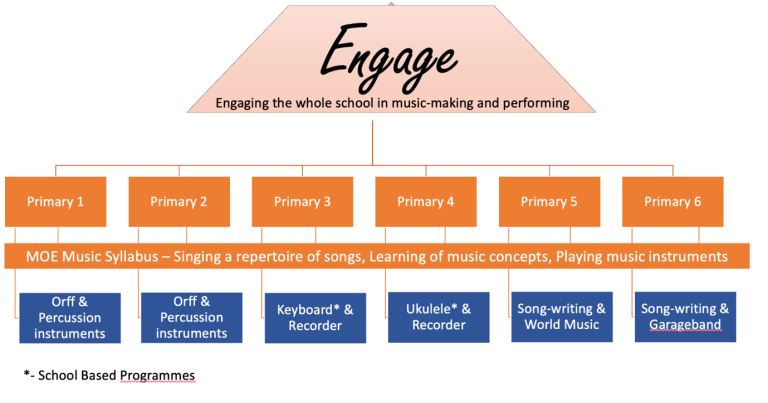 Engage
Engaging the whole school in music-making and performing
Primary 1
Primary 2
Primary 3
Primary 4
Primary 5
Primary 6
MOE Music Syllabus – Singing a repertoire of songs, Learning of music concepts, Playing music instruments
Orff &
Percussion
instruments
Orff &
Percussion
instruments
Keyboard* &
Recorder
Ukulele* &
Recorder
Song-writing &
World Music
Song-writing &
Garageband
*- School Based Programmes